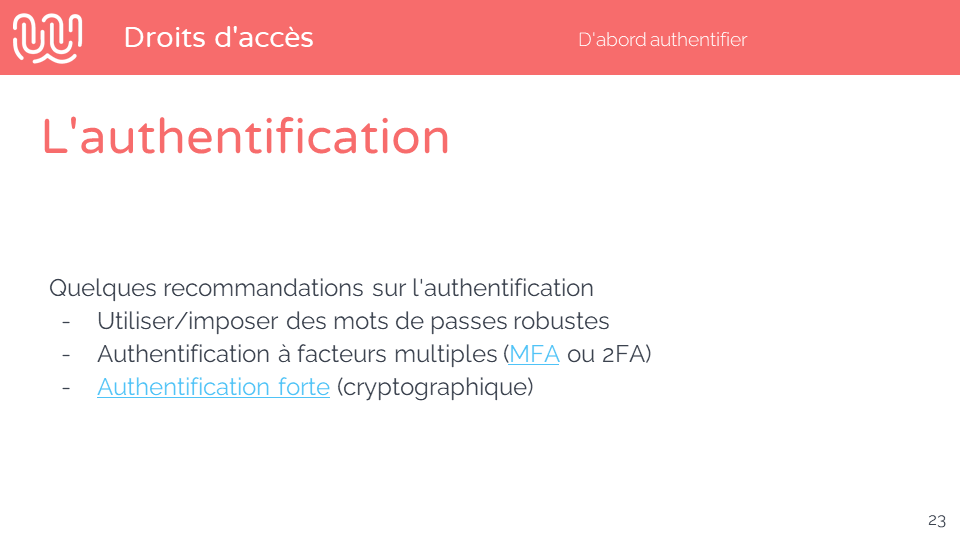 Droits d'accès
D'abord authentifier
L'authentification
Quelques recommandations sur l'authentification
- Utiliser/imposer des mots de passes robustes
- Authentification à facteurs multiples (MFA ou 2FA)
- Authentification forte (cryptographique)
23